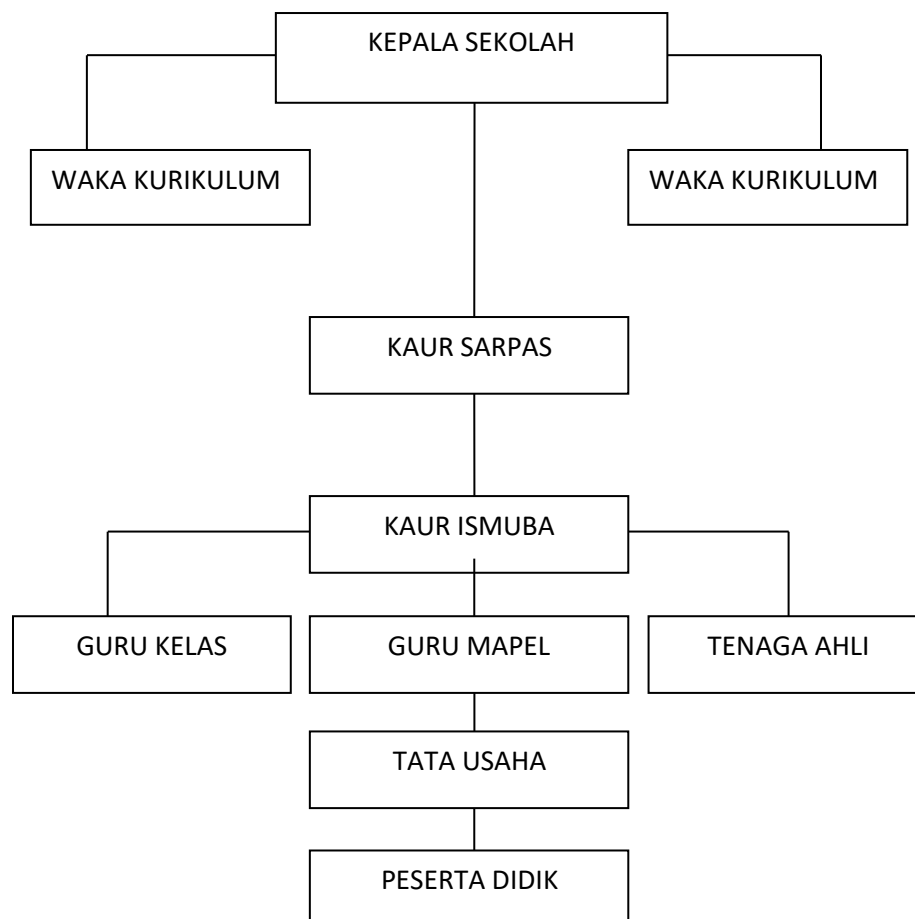 KEPALA SEKOLAH
WAKA KURIKULUM
WAKA KURIKULUM
KAUR SARPAS
KAUR ISMUBA
GURU KELAS
GURU MAPEL
TENAGA AHLI
TATA USAHA
PESERTA DIDIK